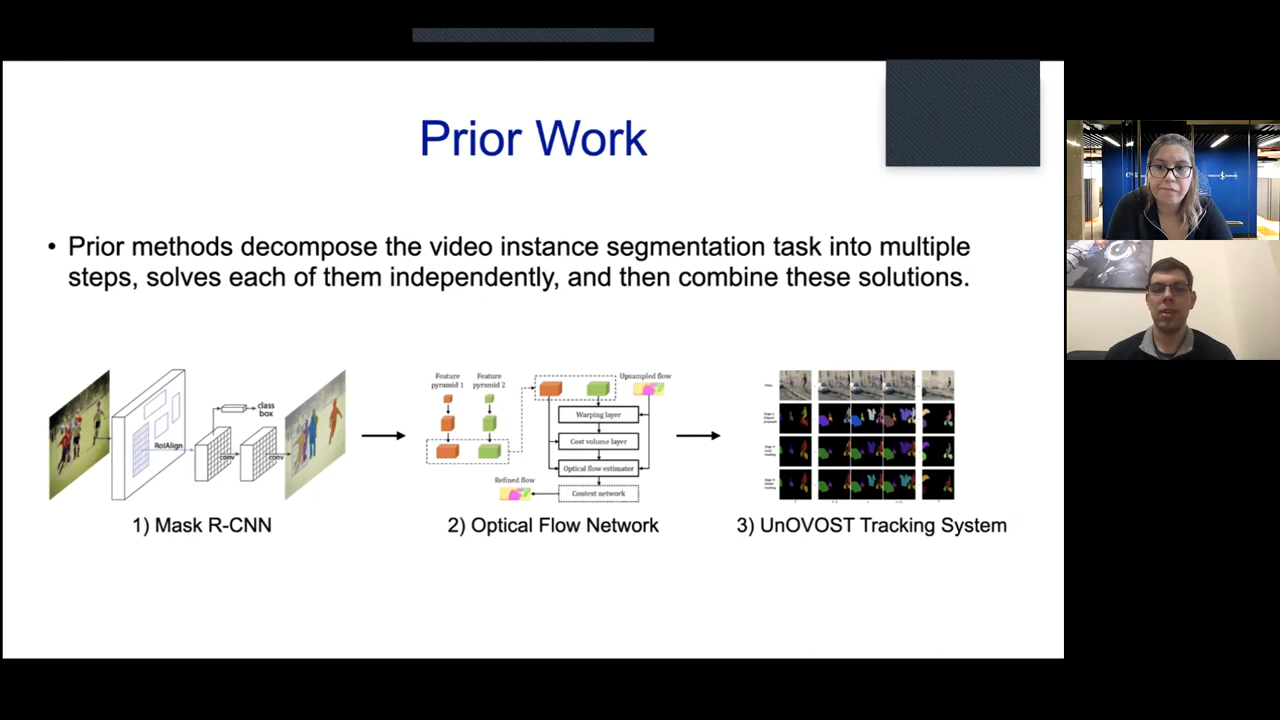 Prior Work
• Prior methods decompose the video instance segmentation task into multiple
steps, solves each of them independently, and then combine these solutions.
RoIAlign
conv
conv
class
box
Feature
pyramid 1
Feature
pyramid 2
Upsampled flow
Warping layer
Cost volume layer
Optical flow estimator
Context network
Refined flow
1) Mask R-CNN
2) Optical Flow Network
3) UnOVOST Tracking System